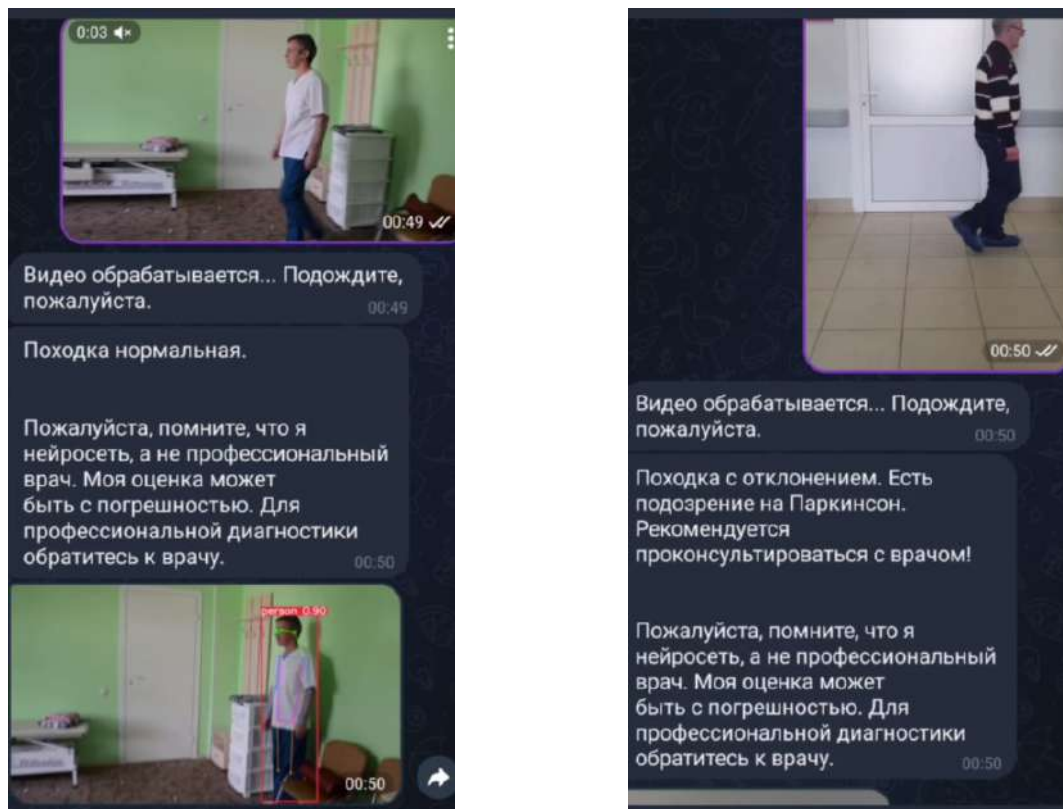 0:03
00:49
Видео обрабатывается... Подождите,
пожалуйста.
00:49
Походка нормальная.
Пожалуйста, помните, что я
нейросеть, а не профессиональный
врач. Моя оценка может
быть с погрешностью. Для
профессиональной диагностики
обратитесь к врачу.
00:50
person 0.90
00:50
00:50
Видео обрабатывается... Подождите,
пожалуйста.
00:50
Походка с отклонением. Есть
подозрение на Паркинсон.
Рекомендуется
проконсультироваться с врачом!
Пожалуйста, помните, что я
нейросеть, а не профессиональный
врач. Моя оценка может
быть с погрешностью. Для
профессиональной диагностики
обратитесь к врачу.
00:50